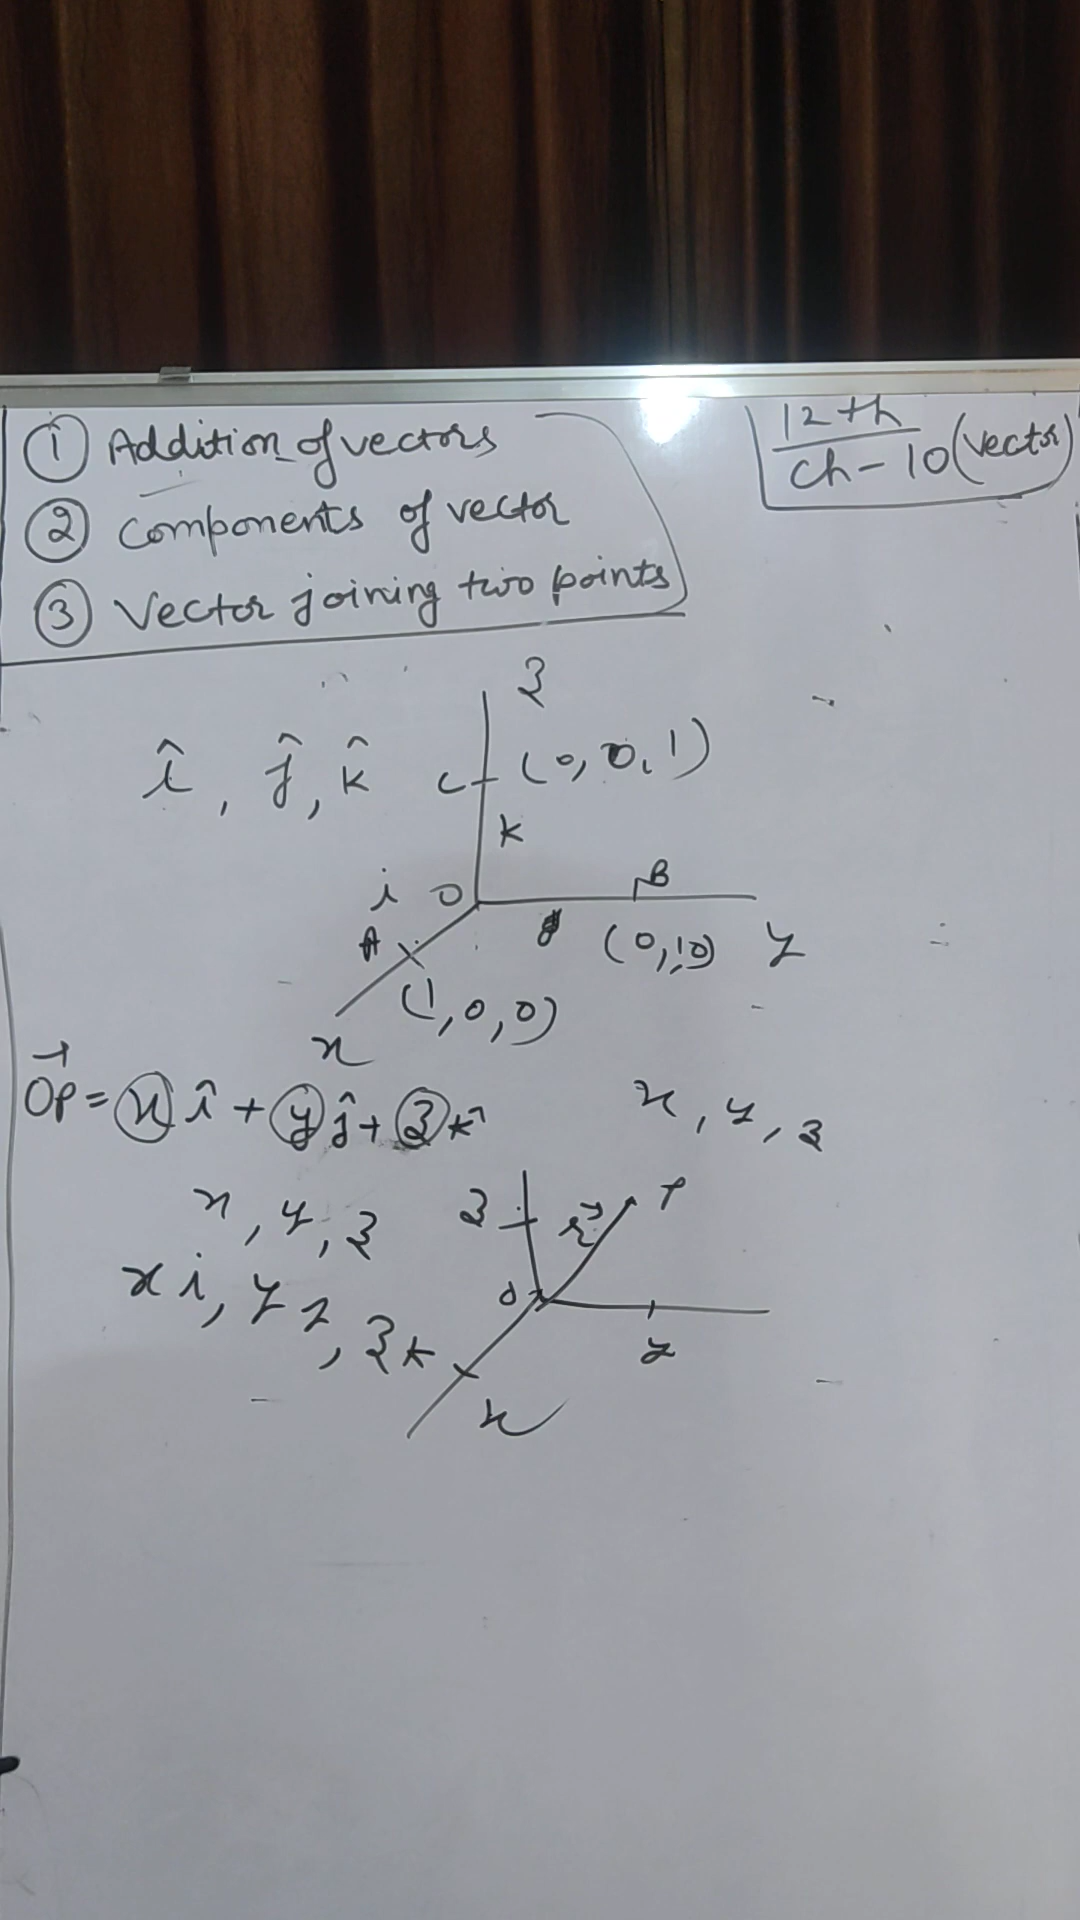 ① Addition of vectors
② Components of vector
③ Vector joining two points
12th
Ch-10 (Vector)
z
î, ĵ, k̂
C (0, 0, 1)
k
i O B
A j (0, 1, 0) y
(1, 0, 0)
x
OP⃗ = x î + y ĵ + z k̂
x, y, z
x, y, z
z r⃗ P
xi, yj, zk
O
y
x